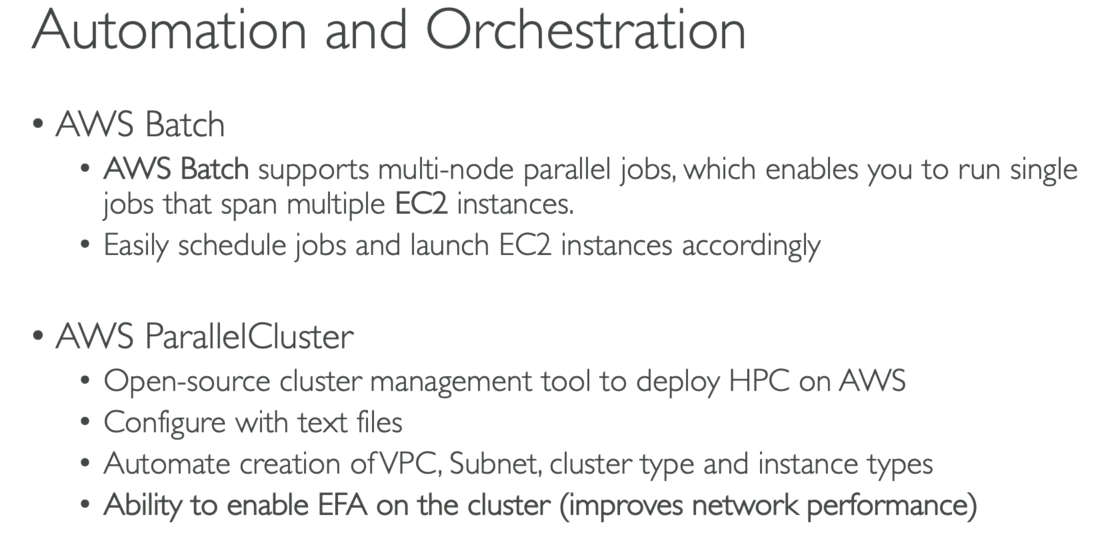 Automation and Orchestration
• AWS Batch
• AWS Batch supports multi-node parallel jobs, which enables you to run single
jobs that span multiple EC2 instances.
• Easily schedule jobs and launch EC2 instances accordingly
• AWS ParallelCluster
• Open-source cluster management tool to deploy HPC on AWS
• Configure with text files
• Automate creation of VPC, Subnet, cluster type and instance types
• Ability to enable EFA on the cluster (improves network performance)